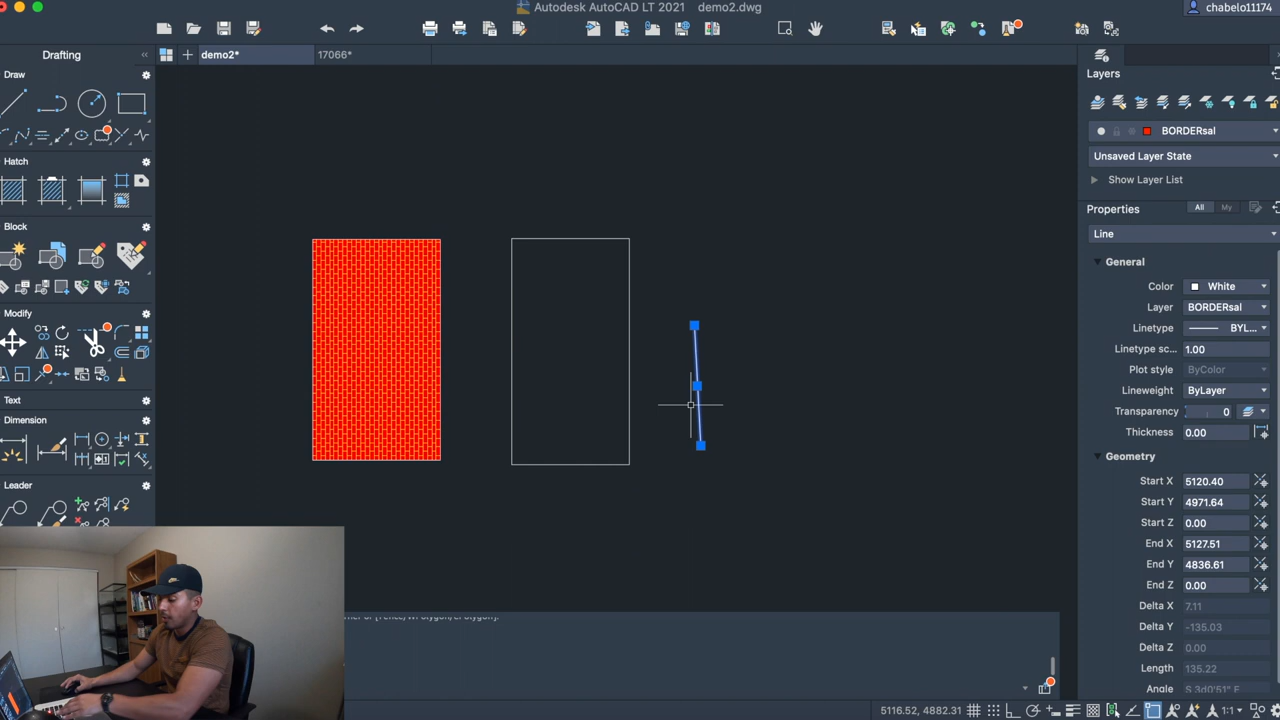 Autodesk AutoCAD LT 2021 demo2.dwg
chabelo11174
Drafting
demo2*
17066*
Draw
Hatch
Block
Modify
Text
Dimension
Leader
Layers
BORDERsal
Unsaved Layer State
Show Layer List
Properties
All
My
Line
General
Color White
Layer BORDERsal
Linetype BYL...
Linetype sc... 1.00
Plot style ByColor
Lineweight ByLayer
Transparency 0
Thickness 0.00
Geometry
Start X 5120.40
Start Y 4971.64
Start Z 0.00
End X 5127.51
End Y 4836.61
End Z 0.00
Delta X 7.11
Delta Y -135.03
Delta Z 0.00
Length 135.22
Angle S 3d0'51" E
5116.52, 4882.31
1:1